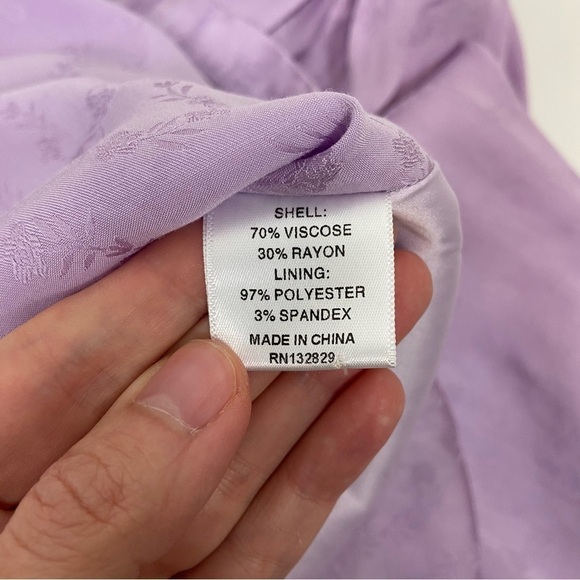 SHELL:
70% VISCOSE
30% RAYON
LINING:
97% POLYESTER
3% SPANDEX
MADE IN CHINA
RN132829